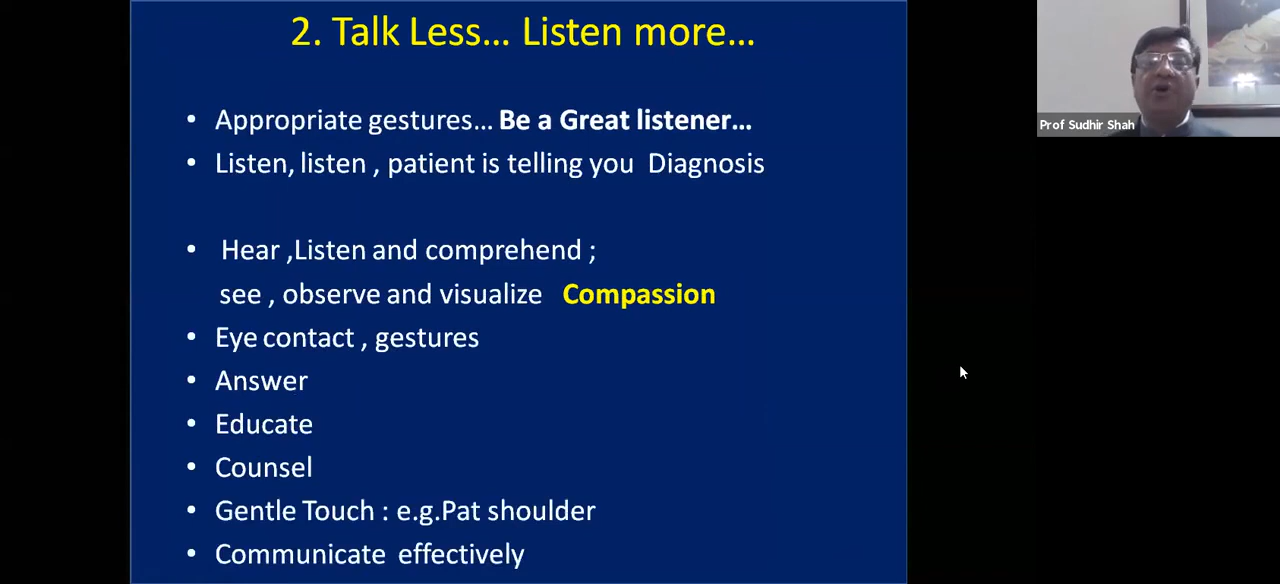 2. Talk Less... Listen more...
• Appropriate gestures... Be a Great listener...
• Listen, listen , patient is telling you Diagnosis
• Hear ,Listen and comprehend ;
see , observe and visualize Compassion
• Eye contact , gestures
• Answer
• Educate
• Counsel
• Gentle Touch : e.g.Pat shoulder
• Communicate effectively
Prof Sudhir Shah